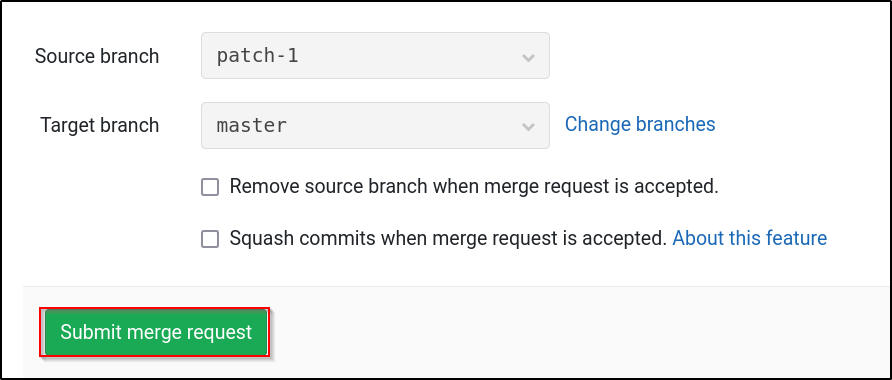 Source branch patch-1
Target branch master Change branches
Remove source branch when merge request is accepted.
Squash commits when merge request is accepted. About this feature
Submit merge request